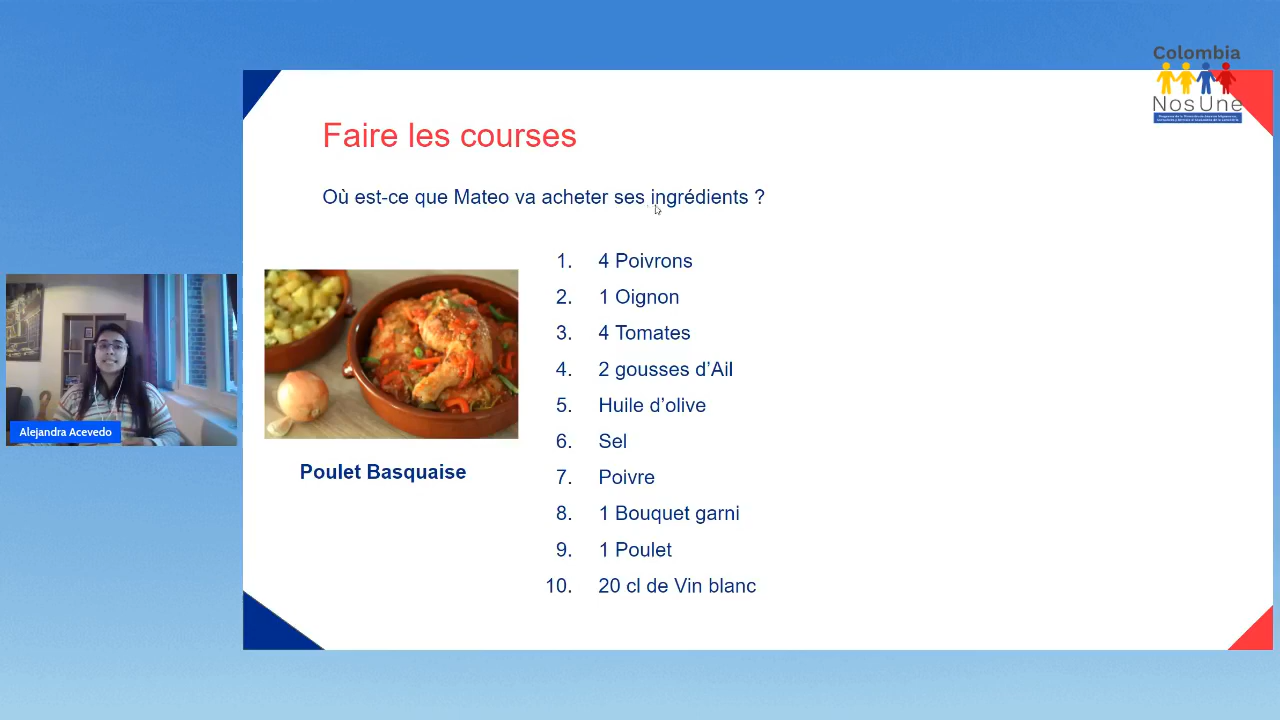 Colombia
NosUne
Faire les courses
Où est-ce que Mateo va acheter ses ingrédients ?
1. 4 Poivrons
2. 1 Oignon
3. 4 Tomates
4. 2 gousses d’Ail
5. Huile d’olive
6. Sel
7. Poivre
8. 1 Bouquet garni
9. 1 Poulet
10. 20 cl de Vin blanc
Poulet Basquaise
Alejandra Acevedo